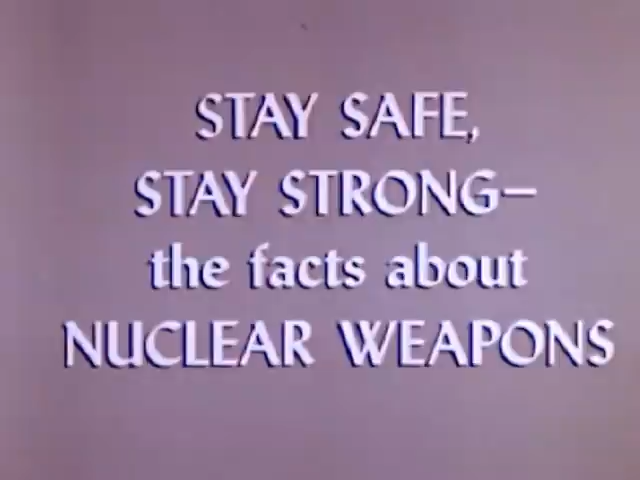 STAY SAFE,
STAY STRONG—
the facts about
NUCLEAR WEAPONS